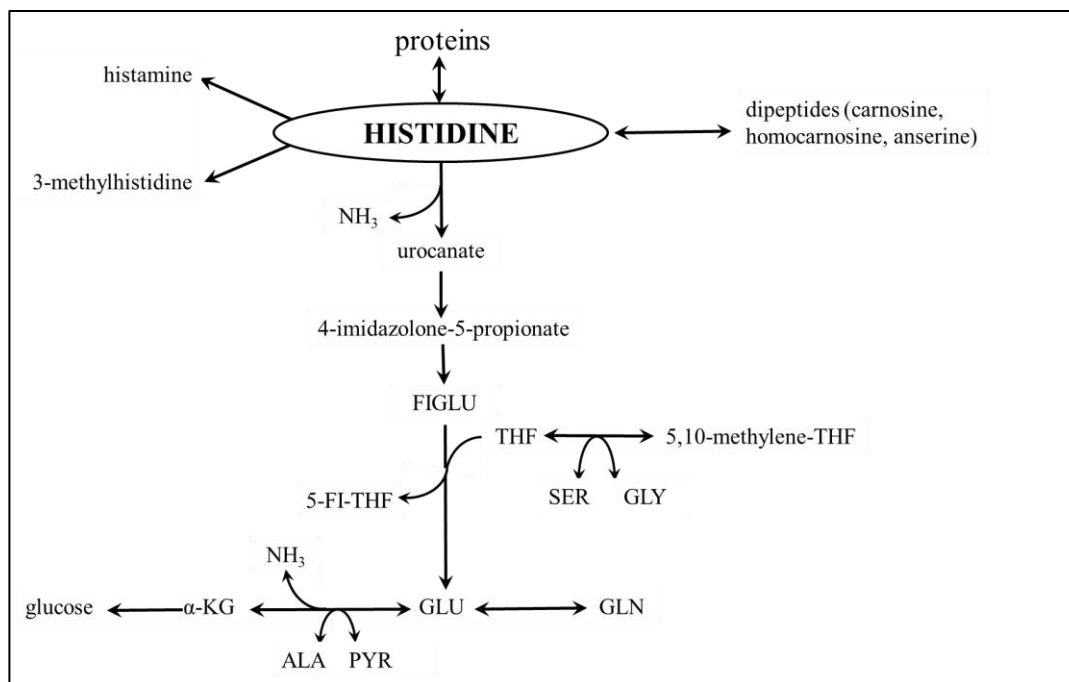 proteins
histamine
HISTIDINE
dipeptides (carnosine,
homocarnosine, anserine)
3-methylhistidine
NH₃
urocanate
4-imidazolone-5-propionate
FIGLU
THF
5,10-methylene-THF
5-FI-THF
SER
GLY
NH₃
glucose
α-KG
GLU
GLN
ALA
PYR